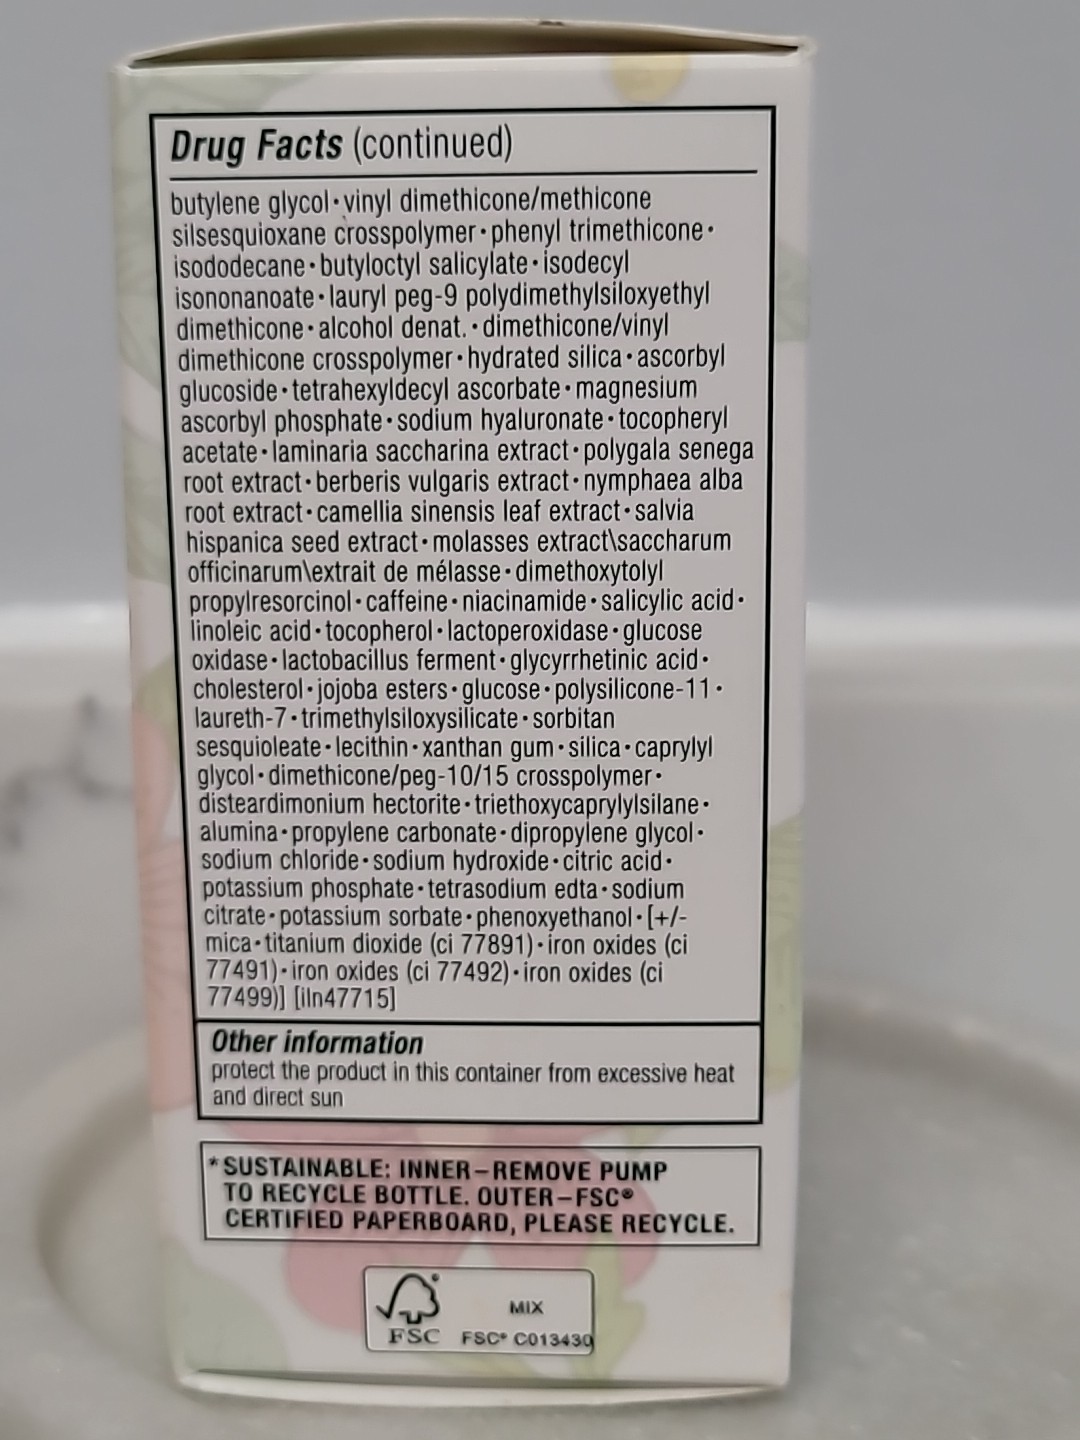 Drug Facts (continued)
butylene glycol•vinyl dimethicone/methicone
silsesquioxane crosspolymer•phenyl trimethicone•
isododecane•butyloctyl salicylate•isodecyl
isononanoate•lauryl peg-9 polydimethylsiloxyethyl
dimethicone•alcohol denat.•dimethicone/vinyl
dimethicone crosspolymer•hydrated silica•ascorbyl
glucoside•tetrahexyldecyl ascorbate•magnesium
ascorbyl phosphate•sodium hyaluronate•tocopheryl
acetate•laminaria saccharina extract•polygala senega
root extract•berberis vulgaris extract•nymphaea alba
root extract•camellia sinensis leaf extract•salvia
hispanica seed extract•molasses extract\saccharum
officinarum\extrait de mélasse•dimethoxytolyl
propylresorcinol•caffeine•niacinamide•salicylic acid•
linoleic acid•tocopherol•lactoperoxidase•glucose
oxidase•lactobacillus ferment•glycyrrhetinic acid•
cholesterol•jojoba esters•glucose•polysilicone-11•
laureth-7•trimethylsiloxysilicate•sorbitan
sesquioleate•lecithin•xanthan gum•silica•caprylyl
glycol•dimethicone/peg-10/15 crosspolymer•
disteardimonium hectorite•triethoxycaprylylsilane•
alumina•propylene carbonate•dipropylene glycol•
sodium chloride•sodium hydroxide•citric acid•
potassium phosphate•tetrasodium edta•sodium
citrate•potassium sorbate•phenoxyethanol•[+/-
mica•titanium dioxide (ci 77891)•iron oxides (ci
77491)•iron oxides (ci 77492)•iron oxides (ci
77499)] [iln47715]
Other information
protect the product in this container from excessive heat
and direct sun
*SUSTAINABLE: INNER–REMOVE PUMP
TO RECYCLE BOTTLE. OUTER–FSC®
CERTIFIED PAPERBOARD, PLEASE RECYCLE.
MIX
FSC FSC® C013430